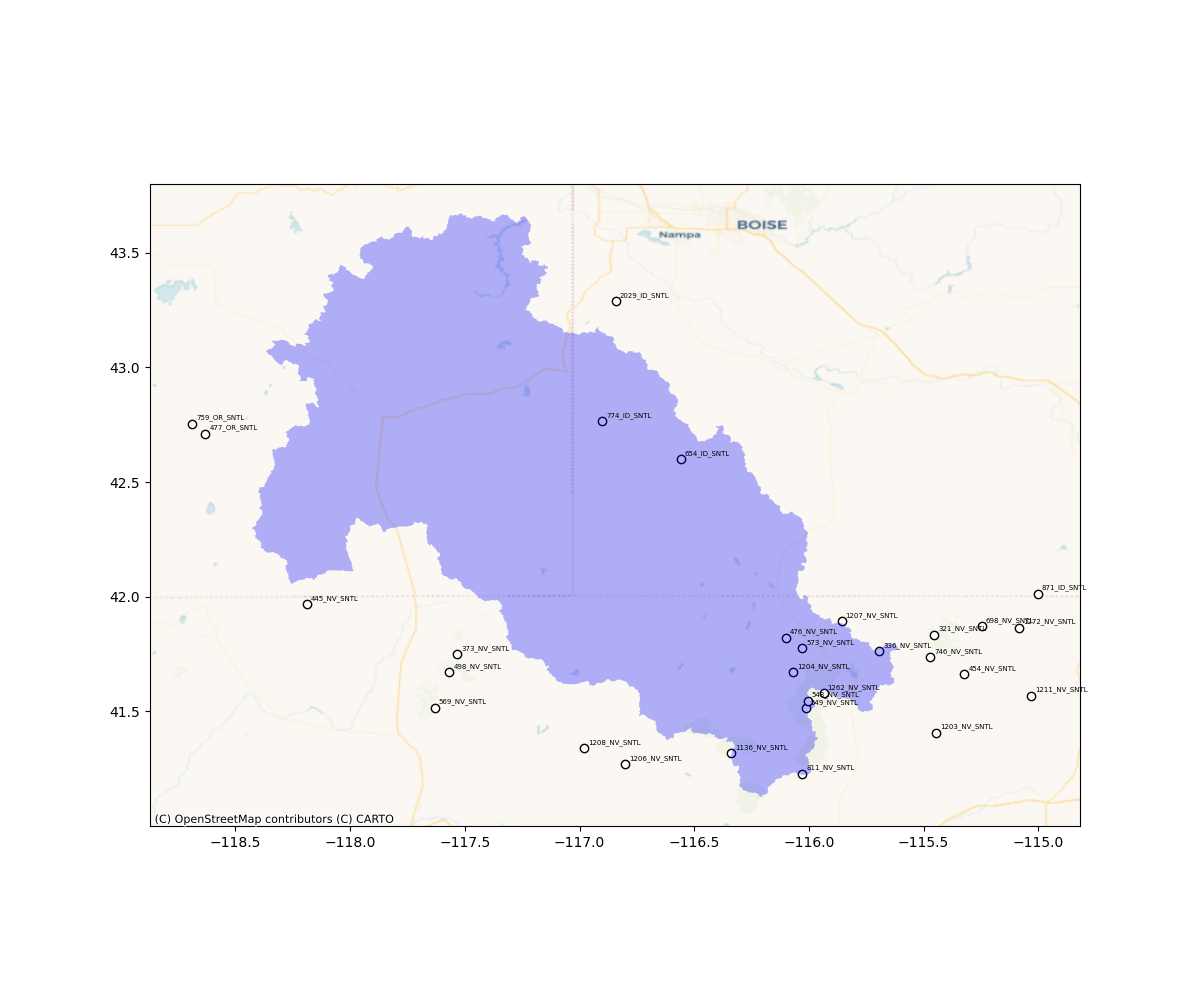 43.5
43.0
42.5
42.0
41.5
BOISE
Nampa
2029_ID_SNTL
774_ID_SNTL
759_OR_SNTL
477_OR_SNTL
654_ID_SNTL
871_ID_SNTL
445_NV_SNTL
1207_NV_SNTL
698_NV_SNTL
321_NV_SNTL
476_NV_SNTL
573_NV_SNTL
336_NV_SNTL
746_NV_SNTL
373_NV_SNTL
498_NV_SNTL
1204_NV_SNTL
454_NV_SNTL
1262_NV_SNTL
1211_NV_SNTL
569_NV_SNTL
1203_NV_SNTL
1208_NV_SNTL
1136_NV_SNTL
1206_NV_SNTL
811_NV_SNTL
(C) OpenStreetMap contributors (C) CARTO
−118.5 −118.0 −117.5 −117.0 −116.5 −116.0 −115.5 −115.0